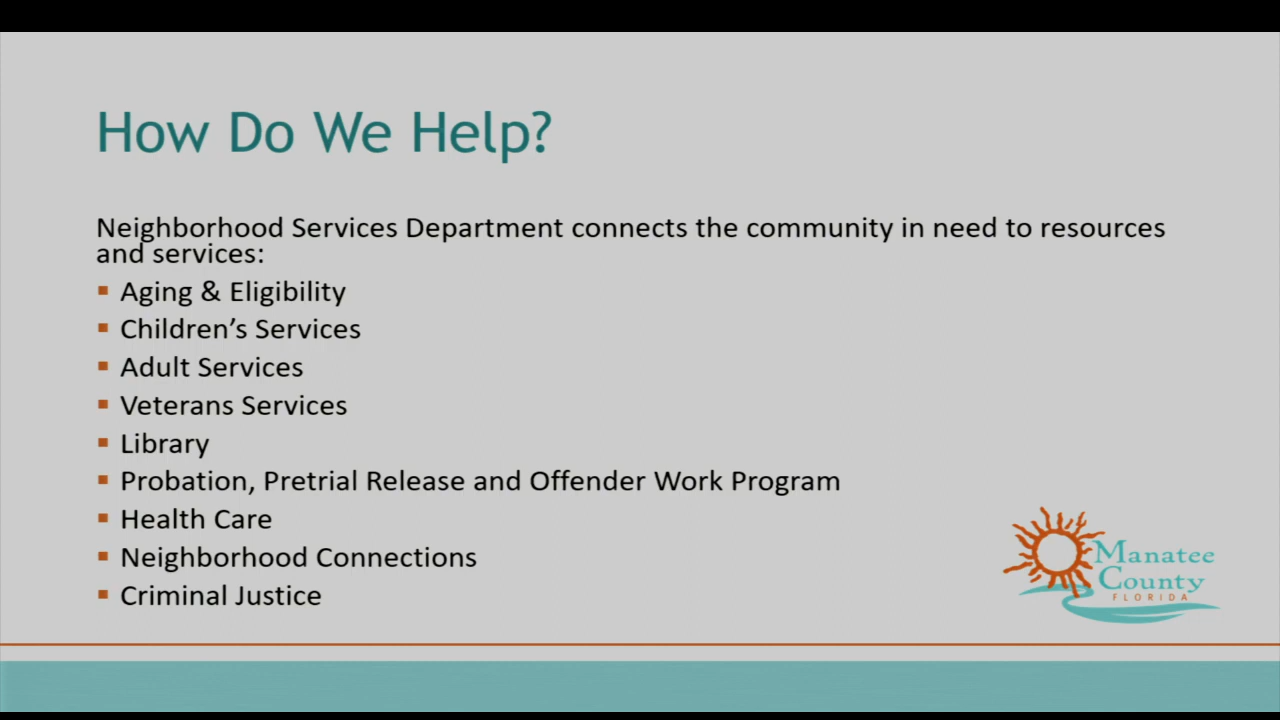 How Do We Help?
Neighborhood Services Department connects the community in need to resources
and services:
Aging & Eligibility
Children’s Services
Adult Services
Veterans Services
Library
Probation, Pretrial Release and Offender Work Program
Health Care
Neighborhood Connections
Criminal Justice
Manatee
County
FLORIDA